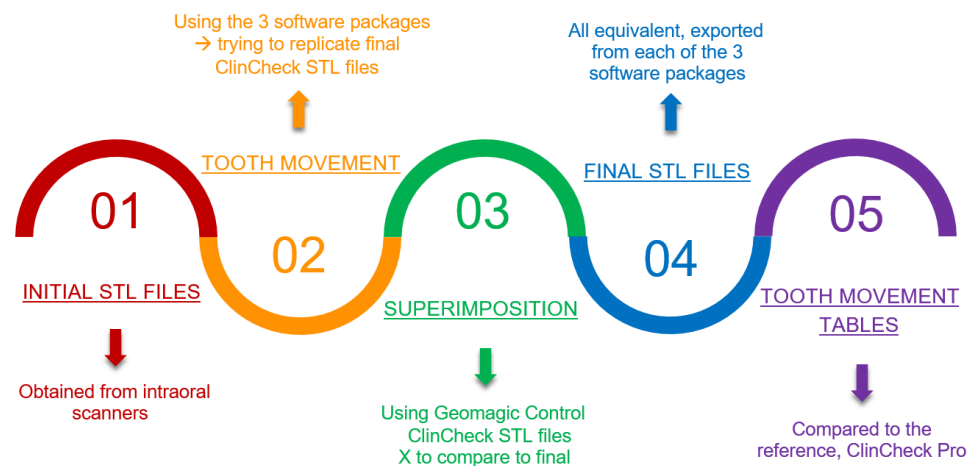 01
INITIAL STL FILES
Obtained from intraoral
scanners
Using the 3 software packages
→ trying to replicate final
ClinCheck STL files
TOOTH MOVEMENT
02
03
SUPERIMPOSITION
Using Geomagic Control
ClinCheck STL files
X to compare to final
All equivalent, exported
from each of the 3
software packages
FINAL STL FILES
04
05
TOOTH MOVEMENT
TABLES
Compared to the
reference, ClinCheck Pro